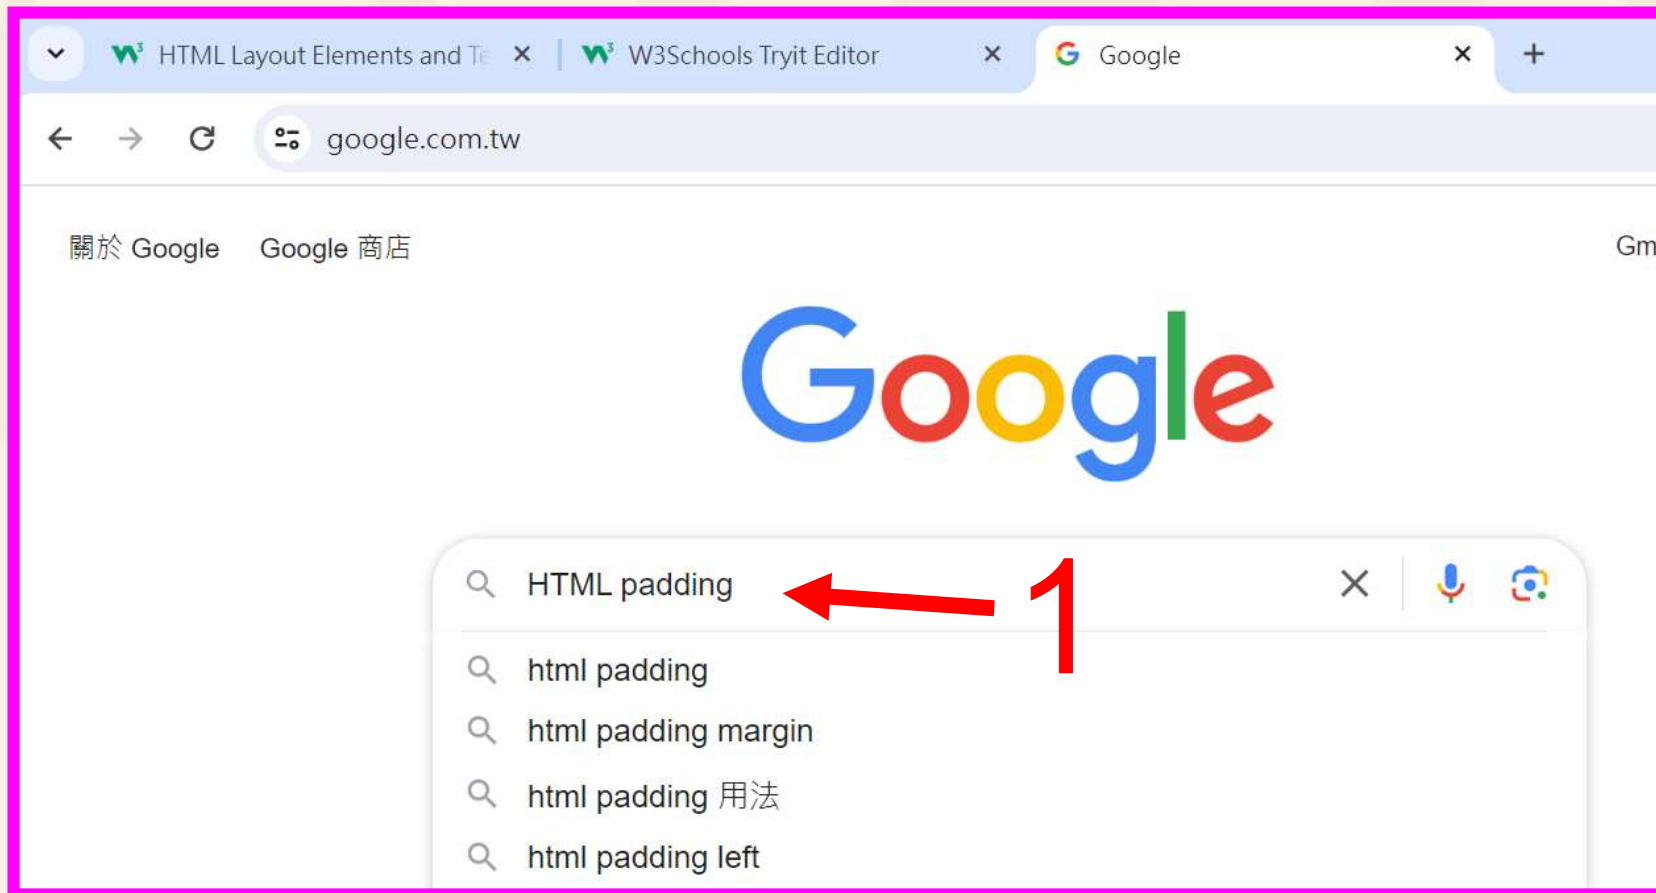 HTML Layout Elements and Te
W3Schools Tryit Editor
Google
google.com.tw
關於 Google Google 商店
Gm
Google
HTML padding
1
html padding
html padding margin
html padding 用法
html padding left